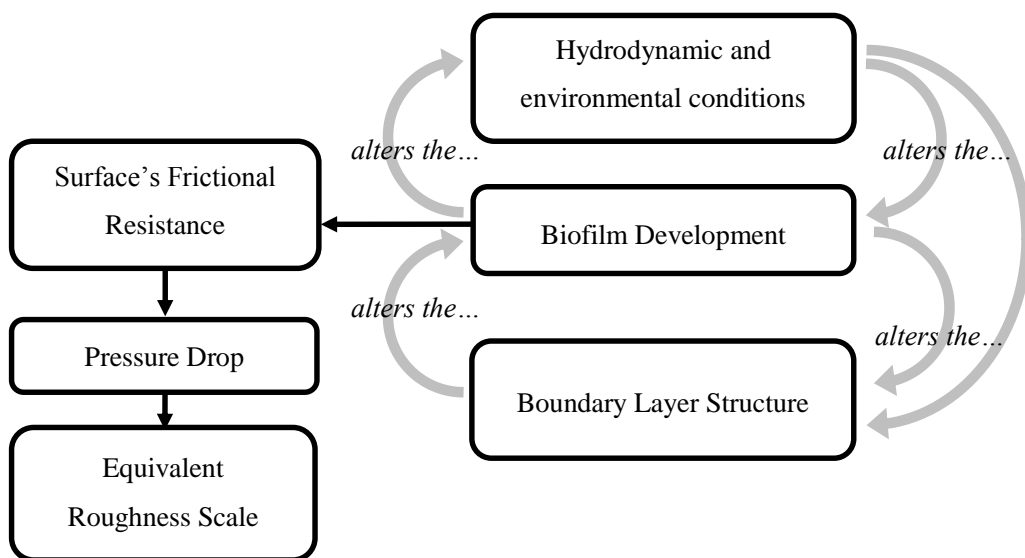 Hydrodynamic and
environmental conditions
alters the…
alters the…
Surface’s Frictional
Resistance
Biofilm Development
alters the…
alters the…
Pressure Drop
Boundary Layer Structure
Equivalent
Roughness Scale